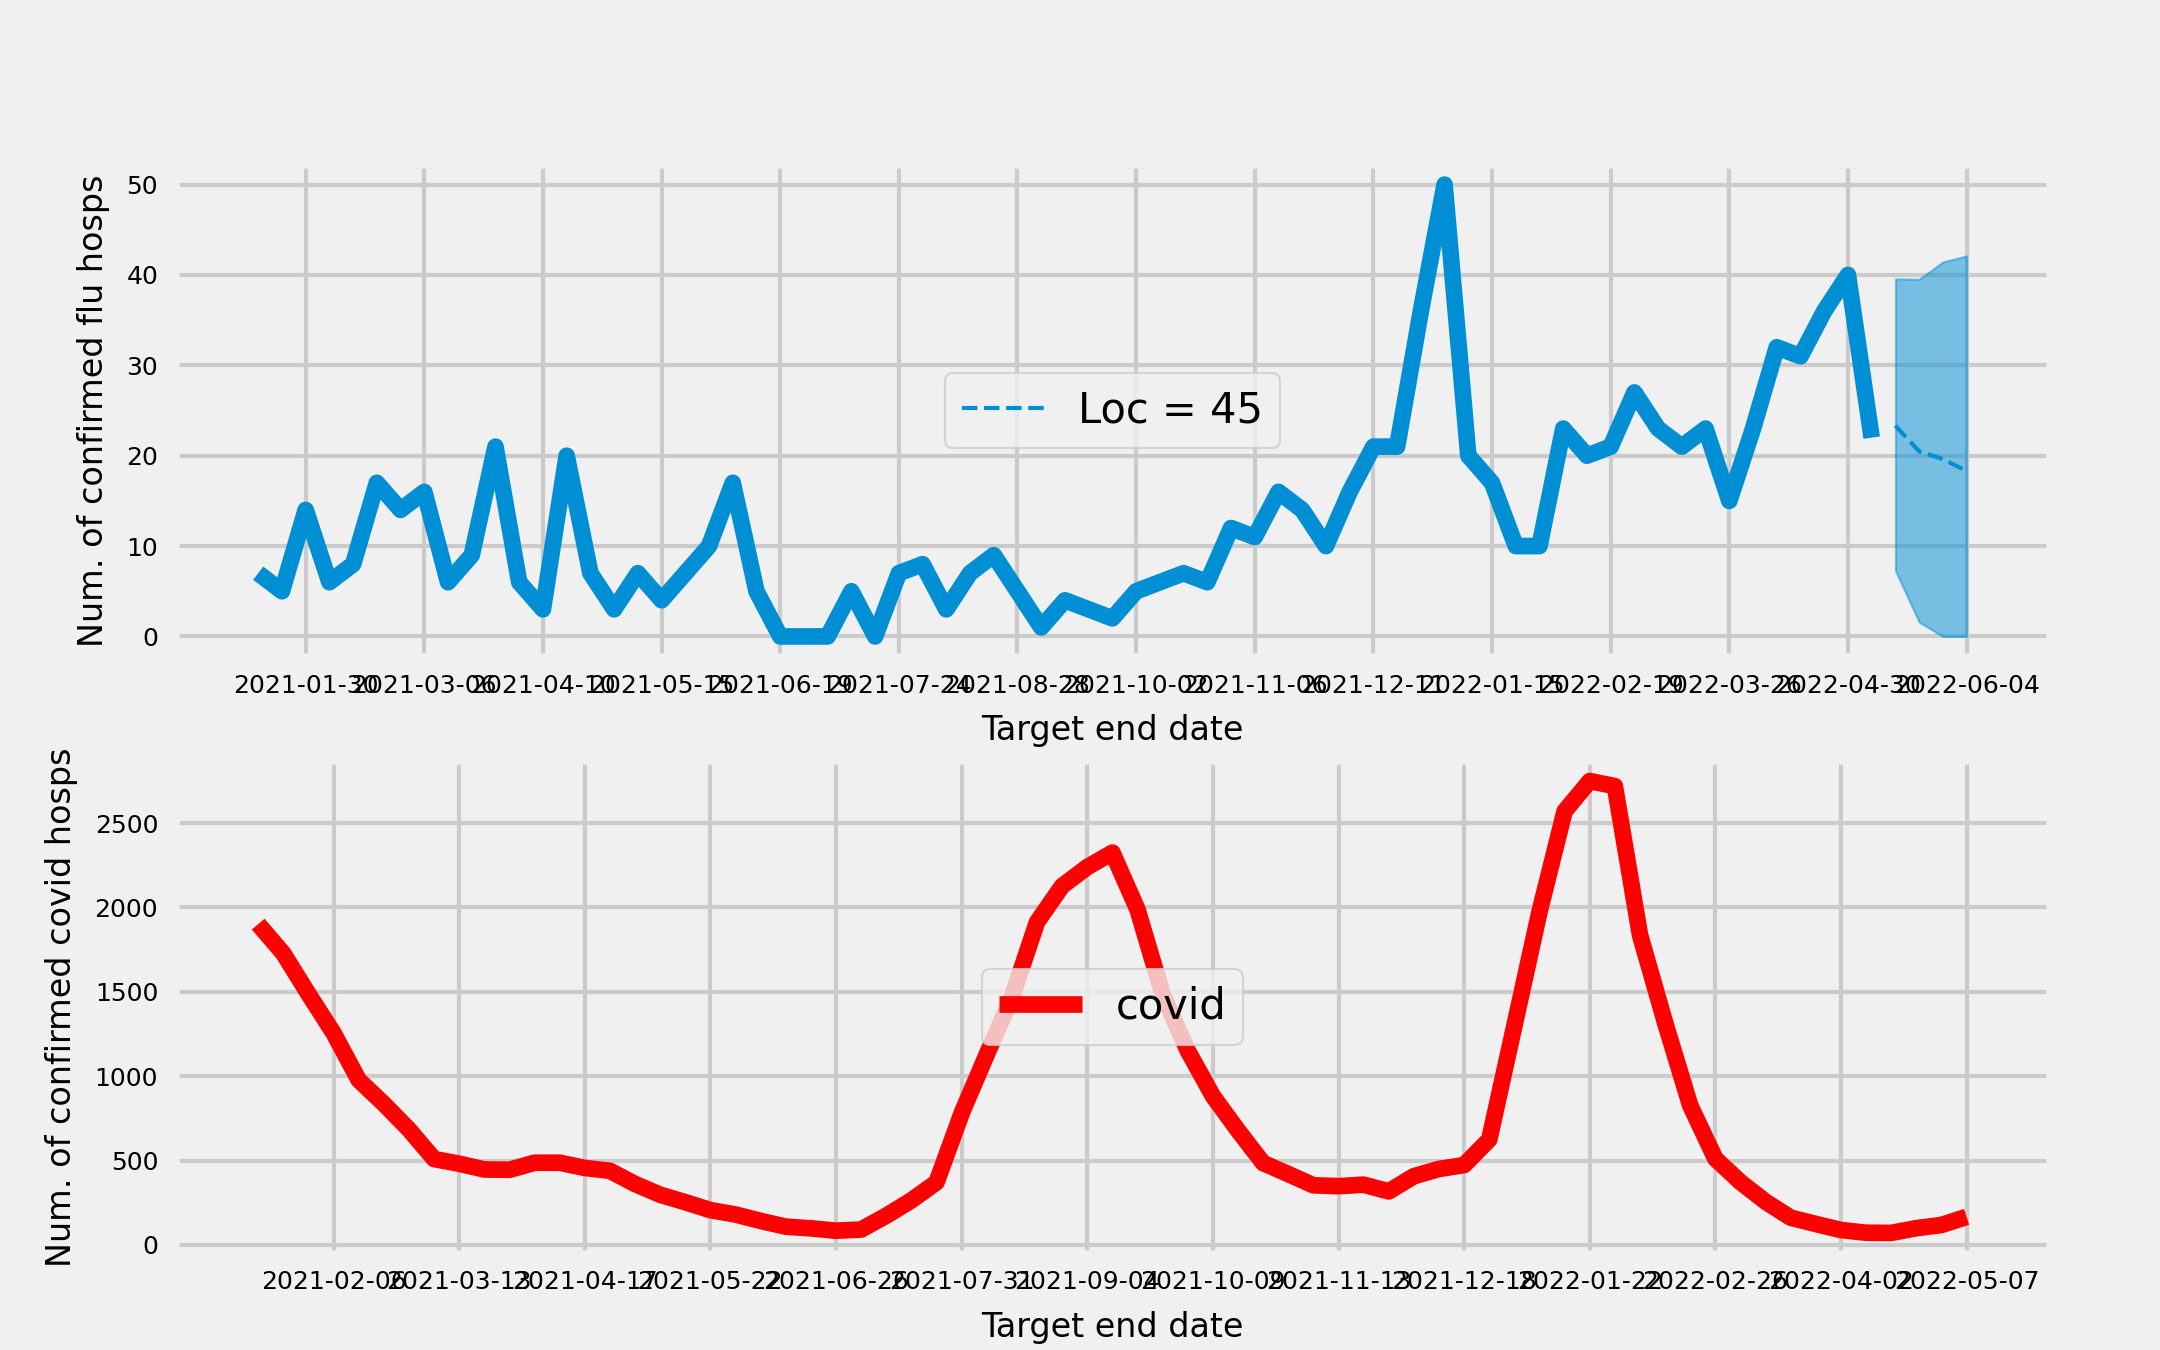 Num. of confirmed flu hosps
50
40
30
20
10
0
Loc = 45
2021-01-30 2021-03-06 2021-04-10 2021-05-15 2021-06-19 2021-07-24 2021-08-28 2021-10-02 2021-11-06 2021-12-11 2022-01-15 2022-02-19 2022-03-26 2022-04-30 2022-06-04
Target end date
Num. of confirmed covid hosps
2500
2000
1500
1000
500
0
covid
2021-02-06 2021-03-13 2021-04-17 2021-05-22 2021-06-26 2021-07-31 2021-09-04 2021-10-09 2021-11-13 2021-12-18 2022-01-22 2022-02-26 2022-04-02 2022-05-07
Target end date